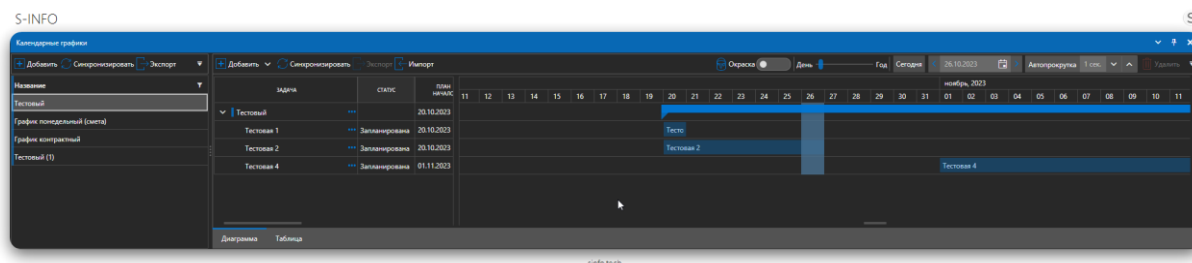 S-INFO
Календарные графики
Добавить Синхронизировать Экспорт
Добавить Синхронизировать Экспорт Импорт
Окраска День Год Сегодня 26.10.2023 Автопрокрутка 1 сек. Удалить
Название
ЗАДАЧА СТАТУС ПЛАН НАЧАЛО
ноябрь, 2023
11 12 13 14 15 16 17 18 19 20 21 22 23 24 25 26 27 28 29 30 31 01 02 03 04 05 06 07 08 09 10 11
Тестовый
График понедельный (смета)
График контрактный
Тестовый (1)
Тестовый 20.10.2023
Тестовая 1 Запланирована 20.10.2023 Тесто
Тестовая 2 Запланирована 20.10.2023 Тестовая 2
Тестовая 4 Запланирована 01.11.2023 Тестовая 4
Диаграмма Таблица